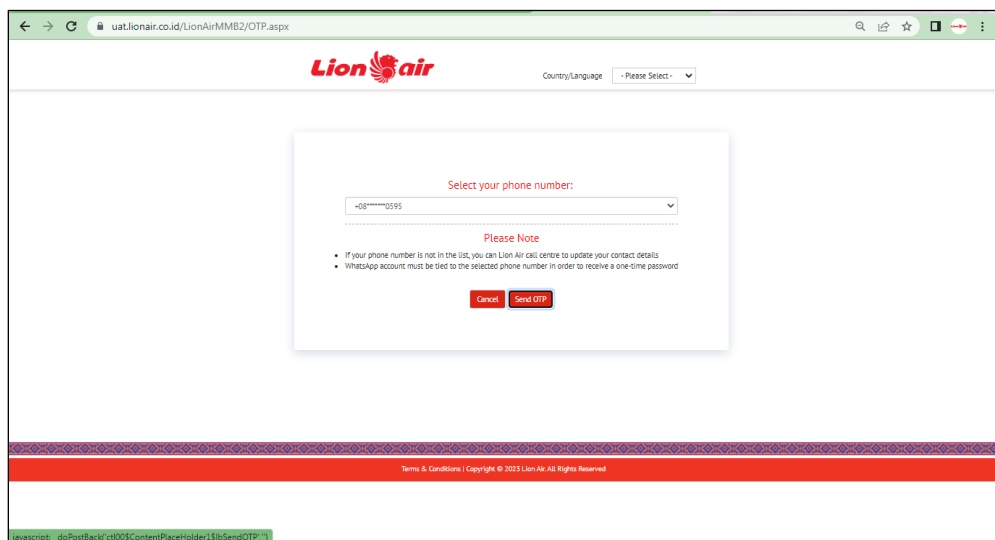 uat.lionair.co.id/LionAirMMB2/OTP.aspx
Lion air
Country/Language - Please Select -
Select your phone number:
+08******0595
Please Note
If your phone number is not in the list, you can Lion Air call centre to update your contact details
WhatsApp account must be tied to the selected phone number in order to receive a one-time password
Cancel Send OTP
Terms & Conditions | Copyright © 2023 Lion Air. All Rights Reserved
javascript:__doPostBack('ctl00$ContentPlaceHolder1$lbSendOTP','')